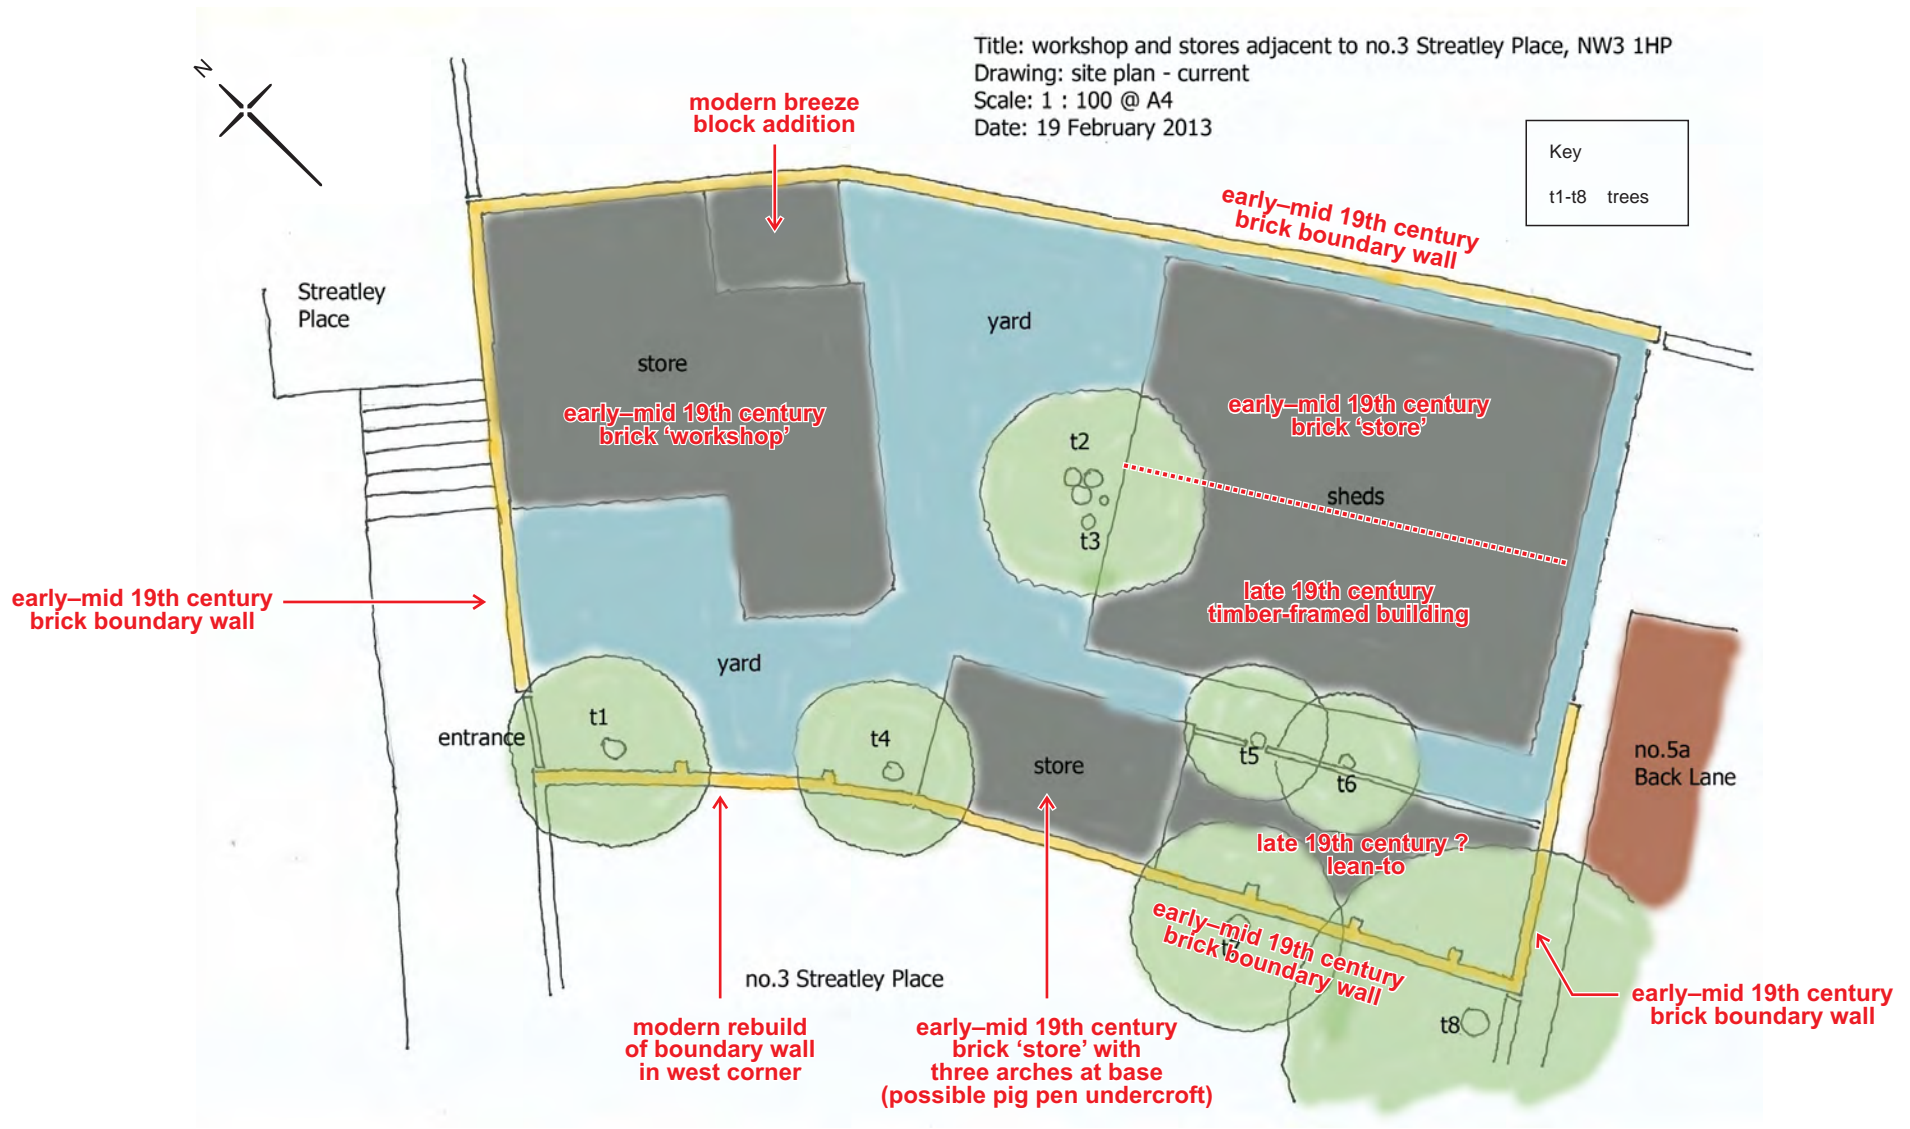 Title: workshop and stores adjacent to no.3 Streatley Place, NW3 1HP
Drawing: site plan - current
Scale: 1 : 100 @ A4
Date: 19 February 2013
N
Key
t1-t8 trees
modern breeze
block addition
early–mid 19th century
brick boundary wall
Streatley
Place
yard
store
early–mid 19th century
brick ‘workshop’
early–mid 19th century
brick ‘store’
t2
sheds
t3
late 19th century
timber-framed building
early–mid 19th century
brick boundary wall
yard
t1
entrance
t4
store
t5
t6
no.5a
Back Lane
late 19th century ?
lean-to
early–mid 19th century
brick boundary wall
t7
no.3 Streatley Place
t8
early–mid 19th century
brick boundary wall
modern rebuild
of boundary wall
in west corner
early–mid 19th century
brick ‘store’ with
three arches at base
(possible pig pen undercroft)